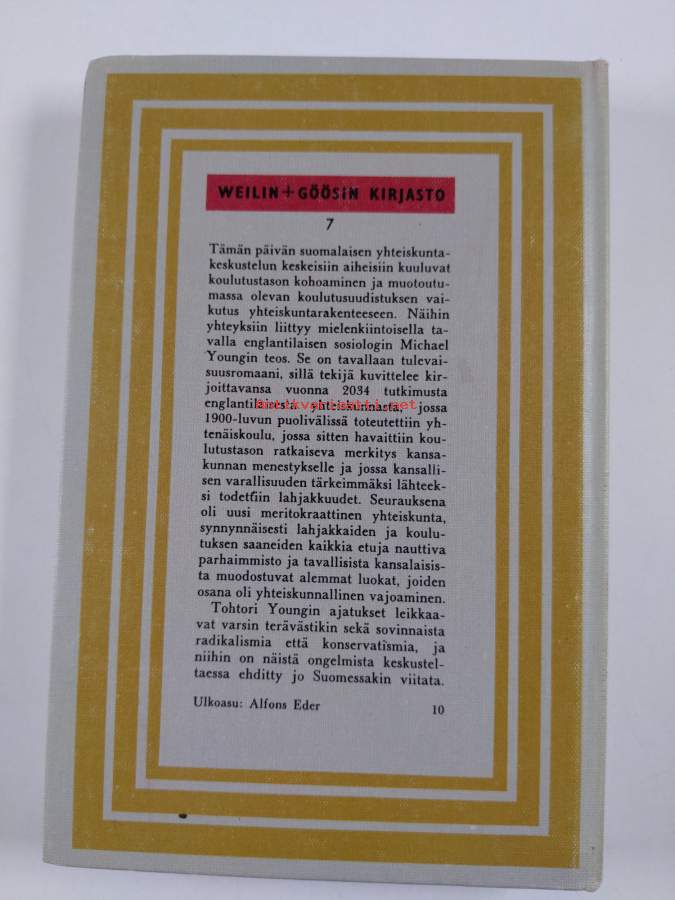 WEILIN+GÖÖSIN KIRJASTO
7
Tämän päivän suomalaisen yhteiskunta-
keskustelun keskeisiin aiheisiin kuuluvat
koulutustason kohoaminen ja muotoutu-
massa olevan koulutusuudistuksen vai-
kutus yhteiskuntarakenteeseen. Näihin
yhteyksiin liittyy mielenkiintoisella ta-
valla englantilaisen sosiologin Michael
Youngin teos. Se on tavallaan tulevai-
suusromaani, sillä tekijä kuvittelee kir-
joittavansa vuonna 2034 tutkimusta
englantilaisesta yhteiskunnasta, jossa
antikvariaatti.net
1900-luvun puolivälissä toteutettiin yh-
tenäiskoulu, jossa sitten havaittiin kou-
lutustason ratkaiseva merkitys kansa-
kunnan menestykselle ja jossa kansalli-
sen varallisuuden tärkeimmäksi lähteek-
si todettiin lahjakkuudet. Seurauksena
oli uusi meritokraattinen yhteiskunta,
synnynnäisesti lahjakkaiden ja koulu-
tuksen saaneiden kaikkia etuja nauttiva
parhaimmisto ja tavallisista kansalaisis-
ta muodostuvat alemmat luokat, joiden
osana oli yhteiskunnallinen vajoaminen.
Tohtori Youngin ajatukset leikkaa-
vat varsin terävästikin sekä sovinnaista
radikalismia että konservatismia, ja
niihin on näistä ongelmista keskustel-
taessa ehditty jo Suomessakin viitata.
Ulkoasu: Alfons Eder 10